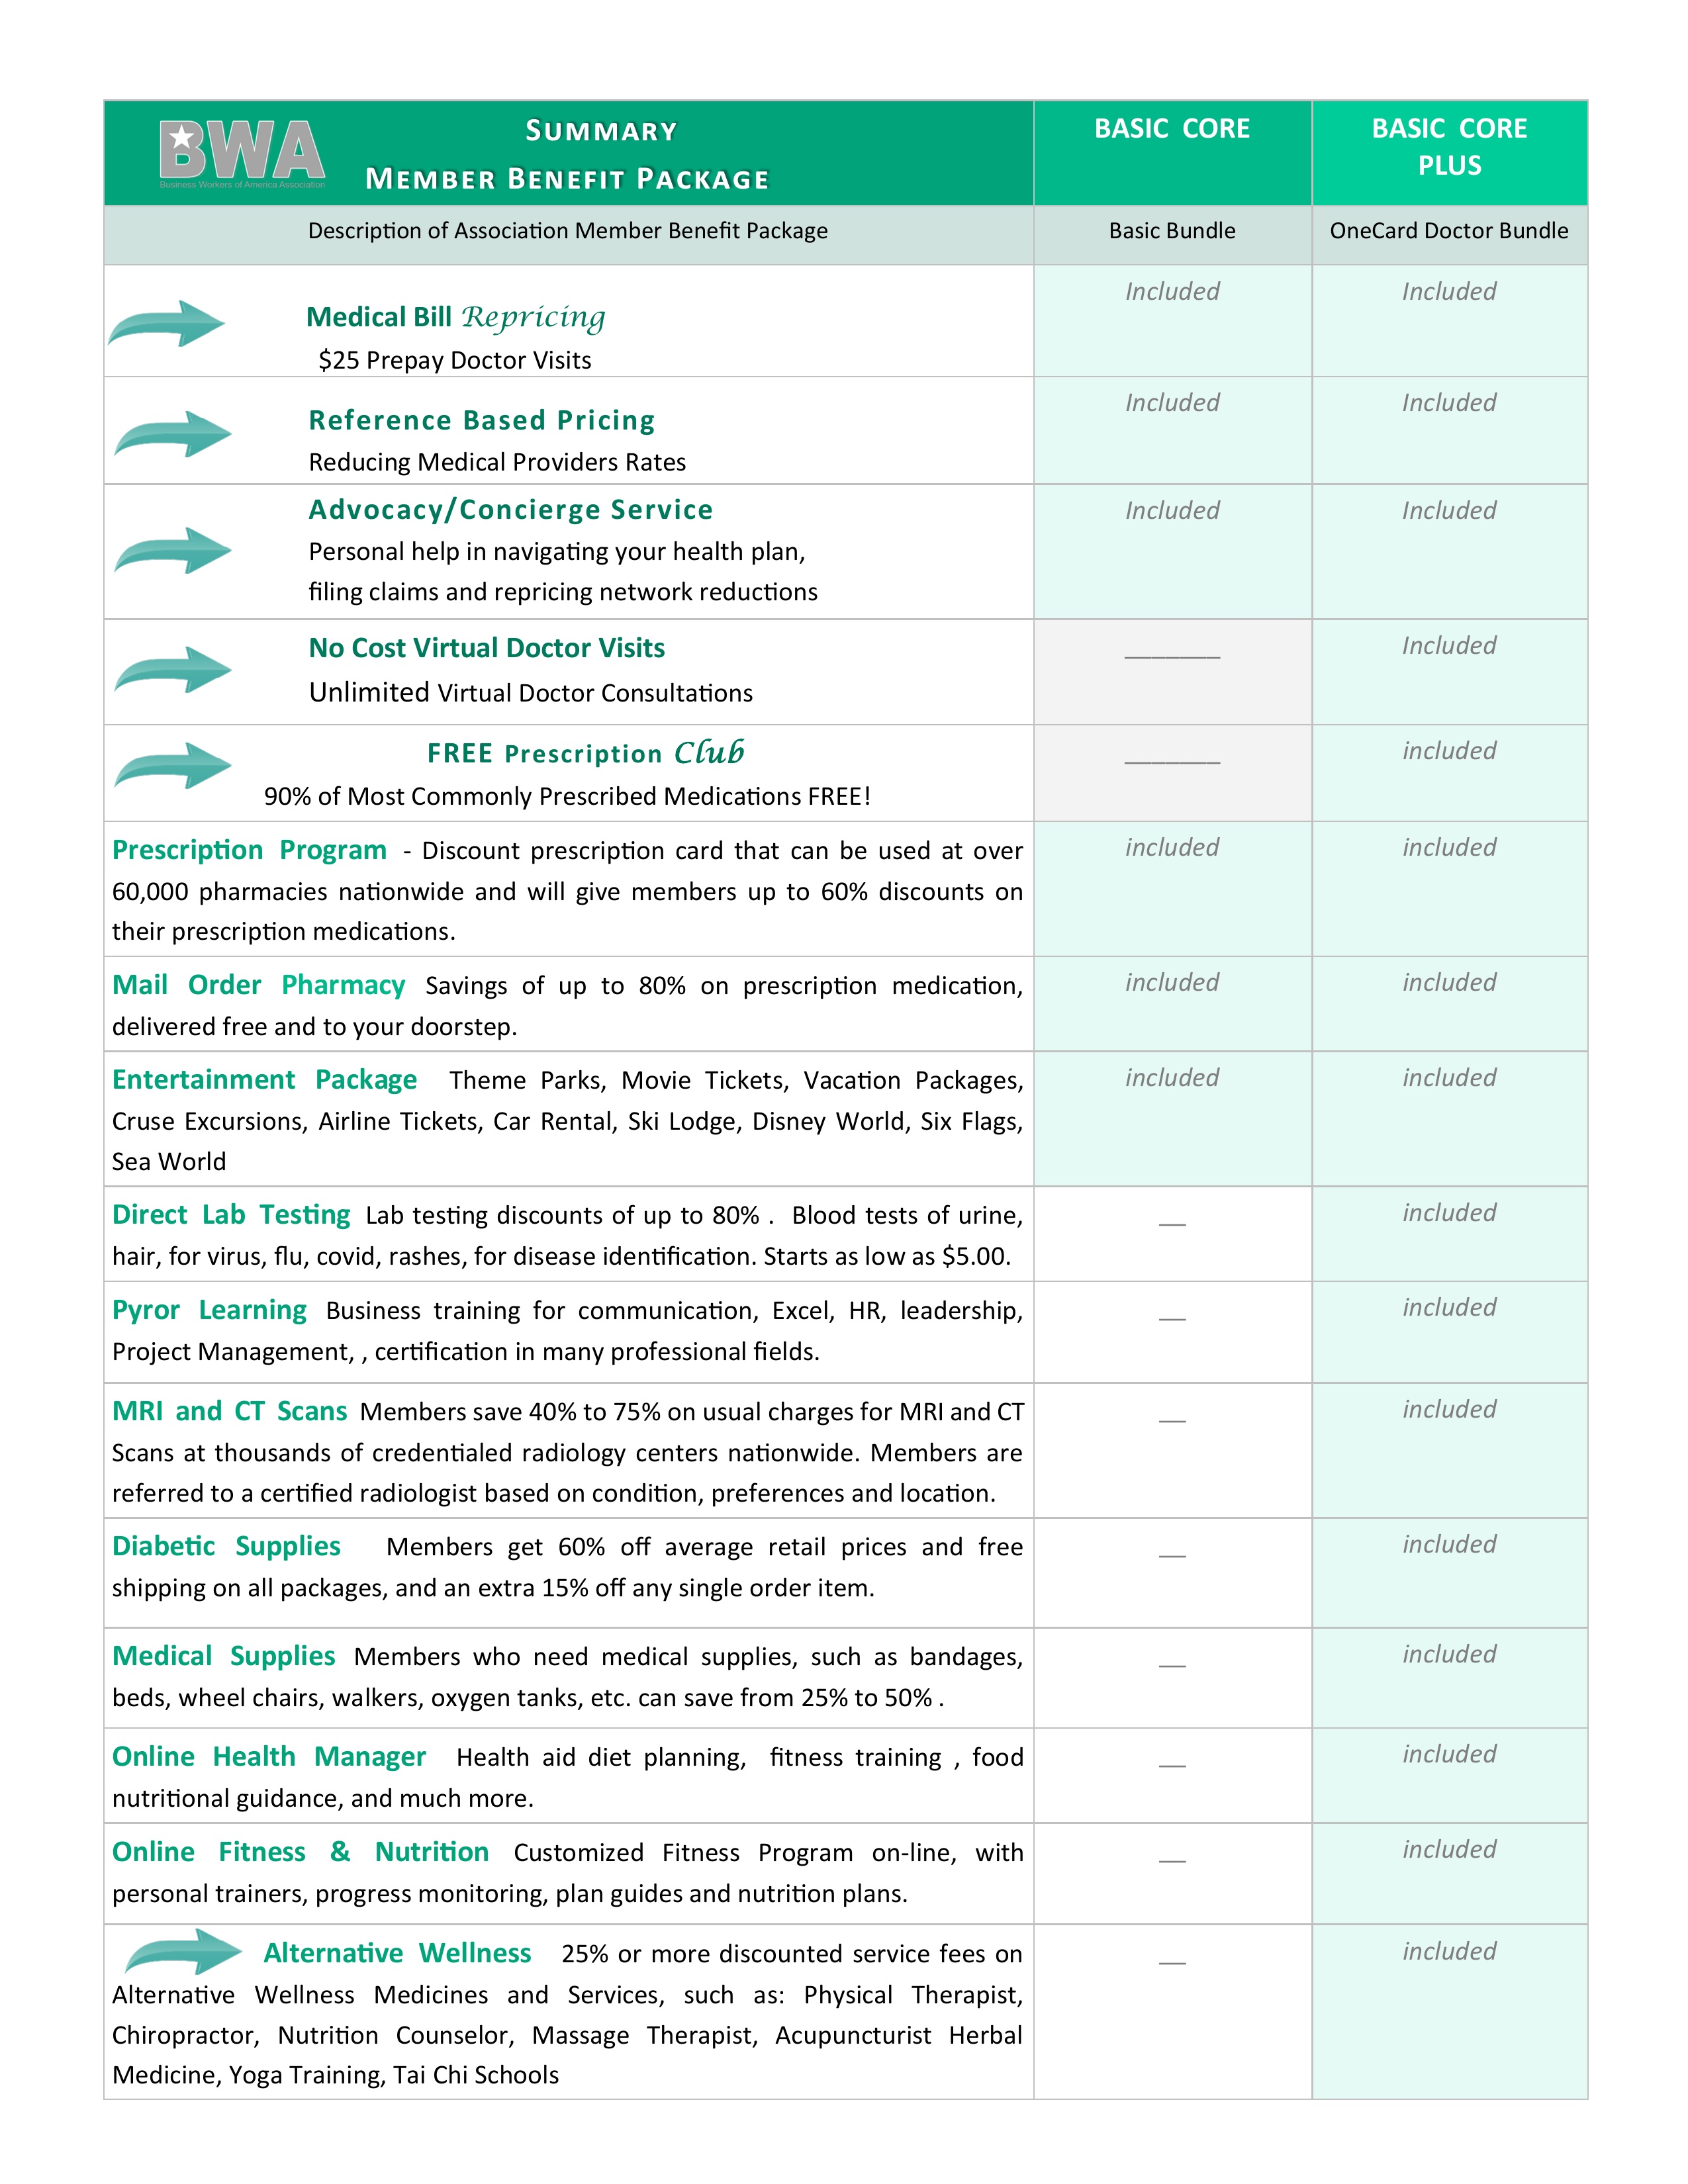 BWA
Business Workers of America Association
SUMMARY
MEMBER BENEFIT PACKAGE
BASIC CORE
BASIC CORE
PLUS
Description of Association Member Benefit Package
Basic Bundle
OneCard Doctor Bundle
Medical Bill Repricing
$25 Prepay Doctor Visits
Included
Included
Reference Based Pricing
Reducing Medical Providers Rates
Included
Included
Advocacy/Concierge Service
Personal help in navigating your health plan,
filing claims and repricing network reductions
Included
Included
No Cost Virtual Doctor Visits
Unlimited Virtual Doctor Consultations
_______
Included
FREE Prescription Club
90% of Most Commonly Prescribed Medications FREE!
_______
included
Prescription Program - Discount prescription card that can be used at over
60,000 pharmacies nationwide and will give members up to 60% discounts on
their prescription medications.
included
included
Mail Order Pharmacy Savings of up to 80% on prescription medication,
delivered free and to your doorstep.
included
included
Entertainment Package Theme Parks, Movie Tickets, Vacation Packages,
Cruse Excursions, Airline Tickets, Car Rental, Ski Lodge, Disney World, Six Flags,
Sea World
included
included
Direct Lab Testing Lab testing discounts of up to 80% . Blood tests of urine,
hair, for virus, flu, covid, rashes, for disease identification. Starts as low as $5.00.
__
included
Pyror Learning Business training for communication, Excel, HR, leadership,
Project Management, , certification in many professional fields.
__
included
MRI and CT Scans Members save 40% to 75% on usual charges for MRI and CT
Scans at thousands of credentialed radiology centers nationwide. Members are
referred to a certified radiologist based on condition, preferences and location.
__
included
Diabetic Supplies Members get 60% off average retail prices and free
shipping on all packages, and an extra 15% off any single order item.
__
included
Medical Supplies Members who need medical supplies, such as bandages,
beds, wheel chairs, walkers, oxygen tanks, etc. can save from 25% to 50% .
__
included
Online Health Manager Health aid diet planning, fitness training , food
nutritional guidance, and much more.
__
included
Online Fitness & Nutrition Customized Fitness Program on-line, with
personal trainers, progress monitoring, plan guides and nutrition plans.
__
included
Alternative Wellness 25% or more discounted service fees on
Alternative Wellness Medicines and Services, such as: Physical Therapist,
Chiropractor, Nutrition Counselor, Massage Therapist, Acupuncturist Herbal
Medicine, Yoga Training, Tai Chi Schools
__
included